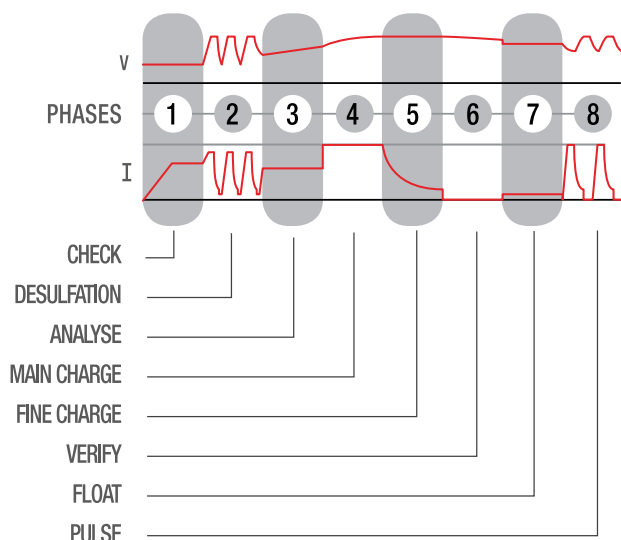 V
PHASES 1 2 3 4 5 6 7 8
I
CHECK
DESULFATION
ANALYSE
MAIN CHARGE
FINE CHARGE
VERIFY
FLOAT
PULSE